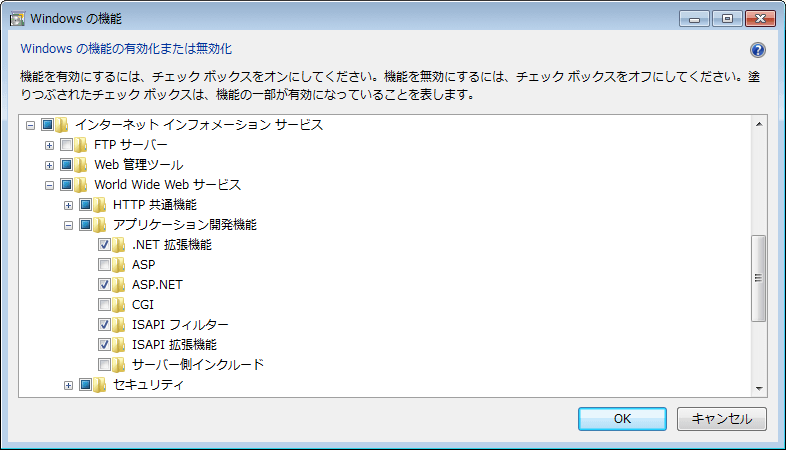 Windows の機能
Windows の機能の有効化または無効化
機能を有効にするには、チェック ボックスをオンにしてください。機能を無効にするには、チェック ボックスをオフにしてください。塗
りつぶされたチェック ボックスは、機能の一部が有効になっていることを表します。
インターネット インフォメーション サービス
FTP サーバー
Web 管理ツール
World Wide Web サービス
HTTP 共通機能
アプリケーション開発機能
.NET 拡張機能
ASP
ASP.NET
CGI
ISAPI フィルター
ISAPI 拡張機能
サーバー側インクルード
セキュリティ
OK
キャンセル